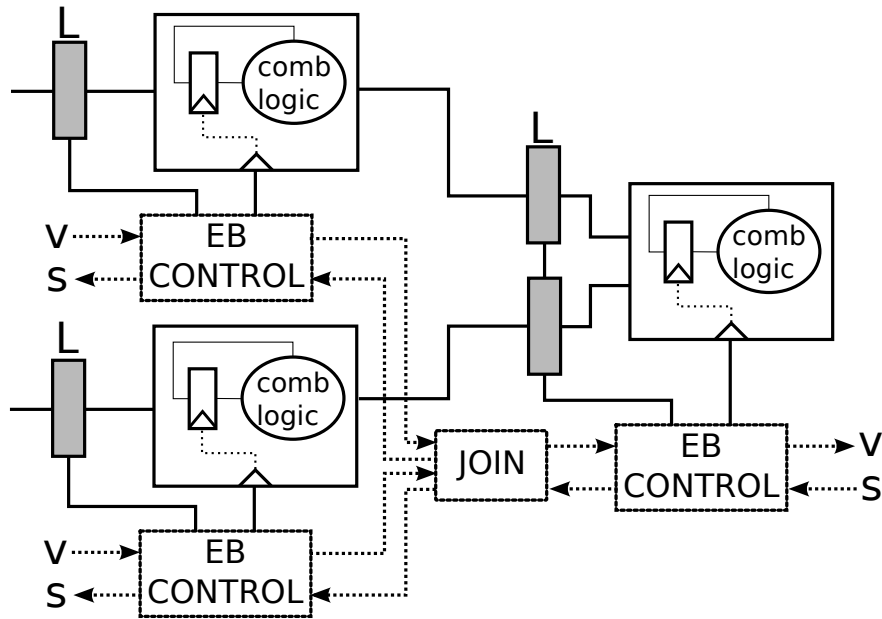 L
comb
logic
V
S
EB
CONTROL
L
comb
logic
L
comb
logic
V
S
EB
CONTROL
JOIN
EB
CONTROL
V
S